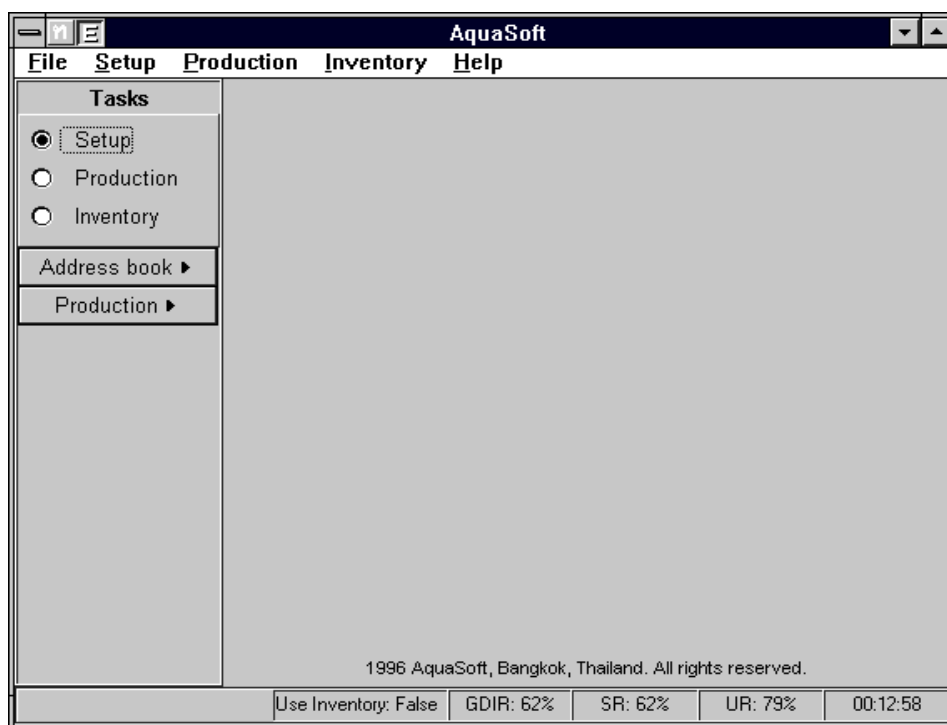 ก E AquaSoft
File Setup Production Inventory Help
Tasks
Setup
Production
Inventory
Address book
Production
1996 AquaSoft, Bangkok, Thailand. All rights reserved.
Use Inventory: False GDIR: 62% SR: 62% UR: 79% 00:12:58